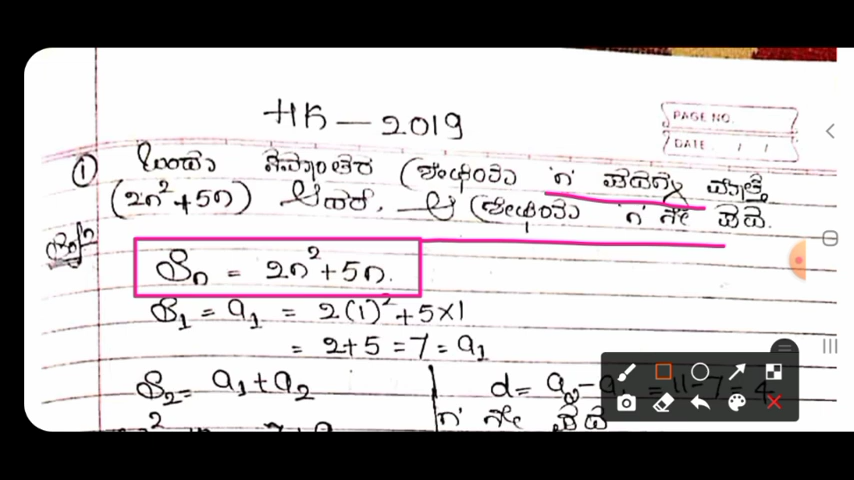 HK - 2019
PAGE NO.
DATE / /
① ಒಂದು ಸಮಾಂತರ ಶ್ರೇಢಿಯ 'n' ಪದಗಳ ಮೊತ್ತ
(2n²+5n) ಆದರೆ, ಆ ಶ್ರೇಢಿಯ 'n' ನೇ ಪದ.
Sn = 2n²+5n.
S₁ = a₁ = 2(1)²+5×1
= 2+5 = 7 = a₁
S₂ = a₁+a₂
d = a₂-a₁ = 11-7 = 4
n ನೇ ಪದ